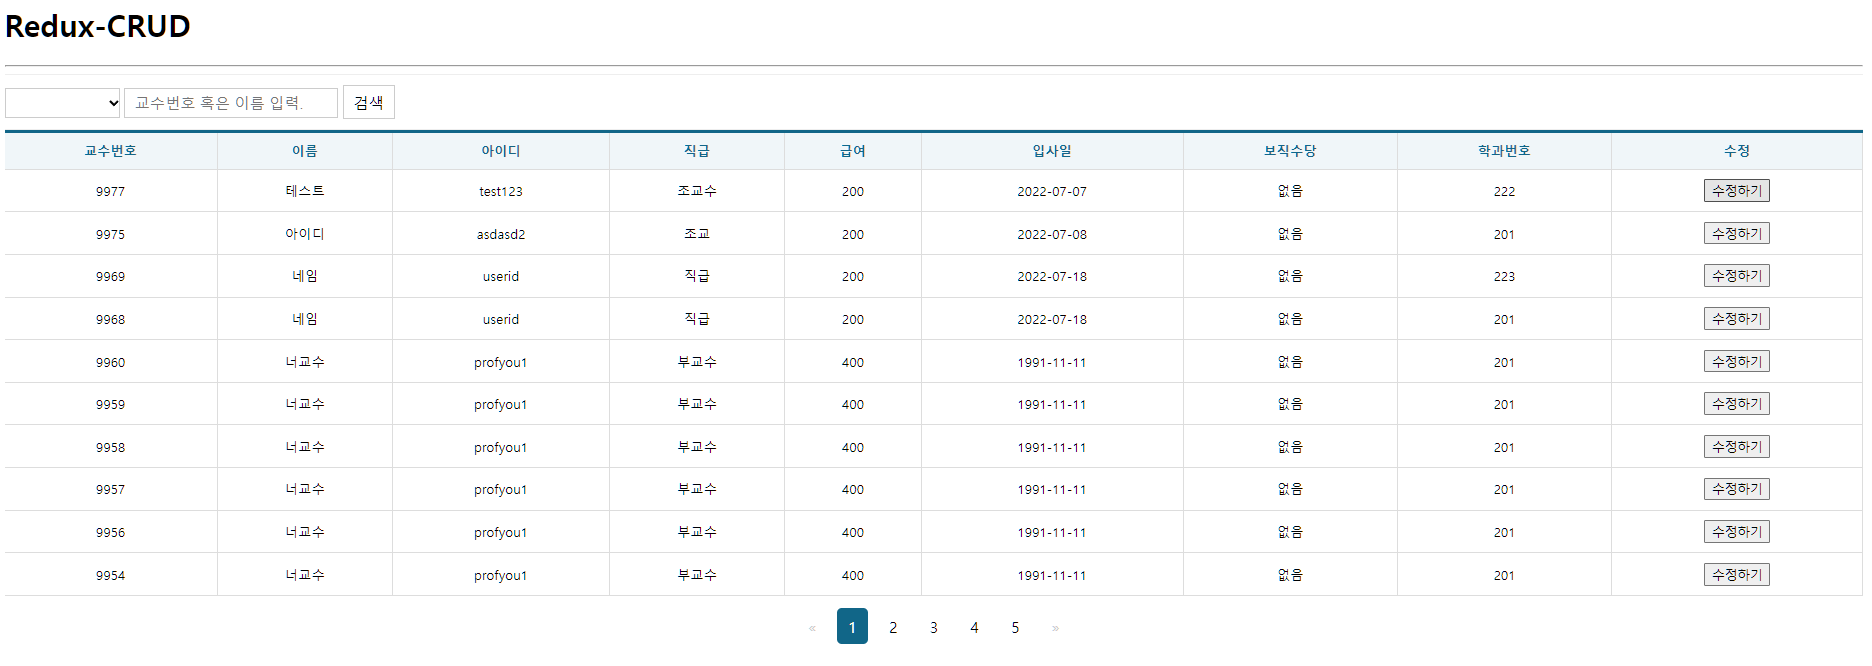 Redux-CRUD
교수번호 혹은 이름 입력. 검색
교수번호 이름 아이디 직급 급여 입사일 보직수당 학과번호 수정
9977 테스트 test123 조교수 200 2022-07-07 없음 222 수정하기
9975 아이디 asdasd2 조교 200 2022-07-08 없음 201 수정하기
9969 네임 userid 직급 200 2022-07-18 없음 223 수정하기
9968 네임 userid 직급 200 2022-07-18 없음 201 수정하기
9960 너교수 profyou1 부교수 400 1991-11-11 없음 201 수정하기
9959 너교수 profyou1 부교수 400 1991-11-11 없음 201 수정하기
9958 너교수 profyou1 부교수 400 1991-11-11 없음 201 수정하기
9957 너교수 profyou1 부교수 400 1991-11-11 없음 201 수정하기
9956 너교수 profyou1 부교수 400 1991-11-11 없음 201 수정하기
9954 너교수 profyou1 부교수 400 1991-11-11 없음 201 수정하기
« 1 2 3 4 5 »